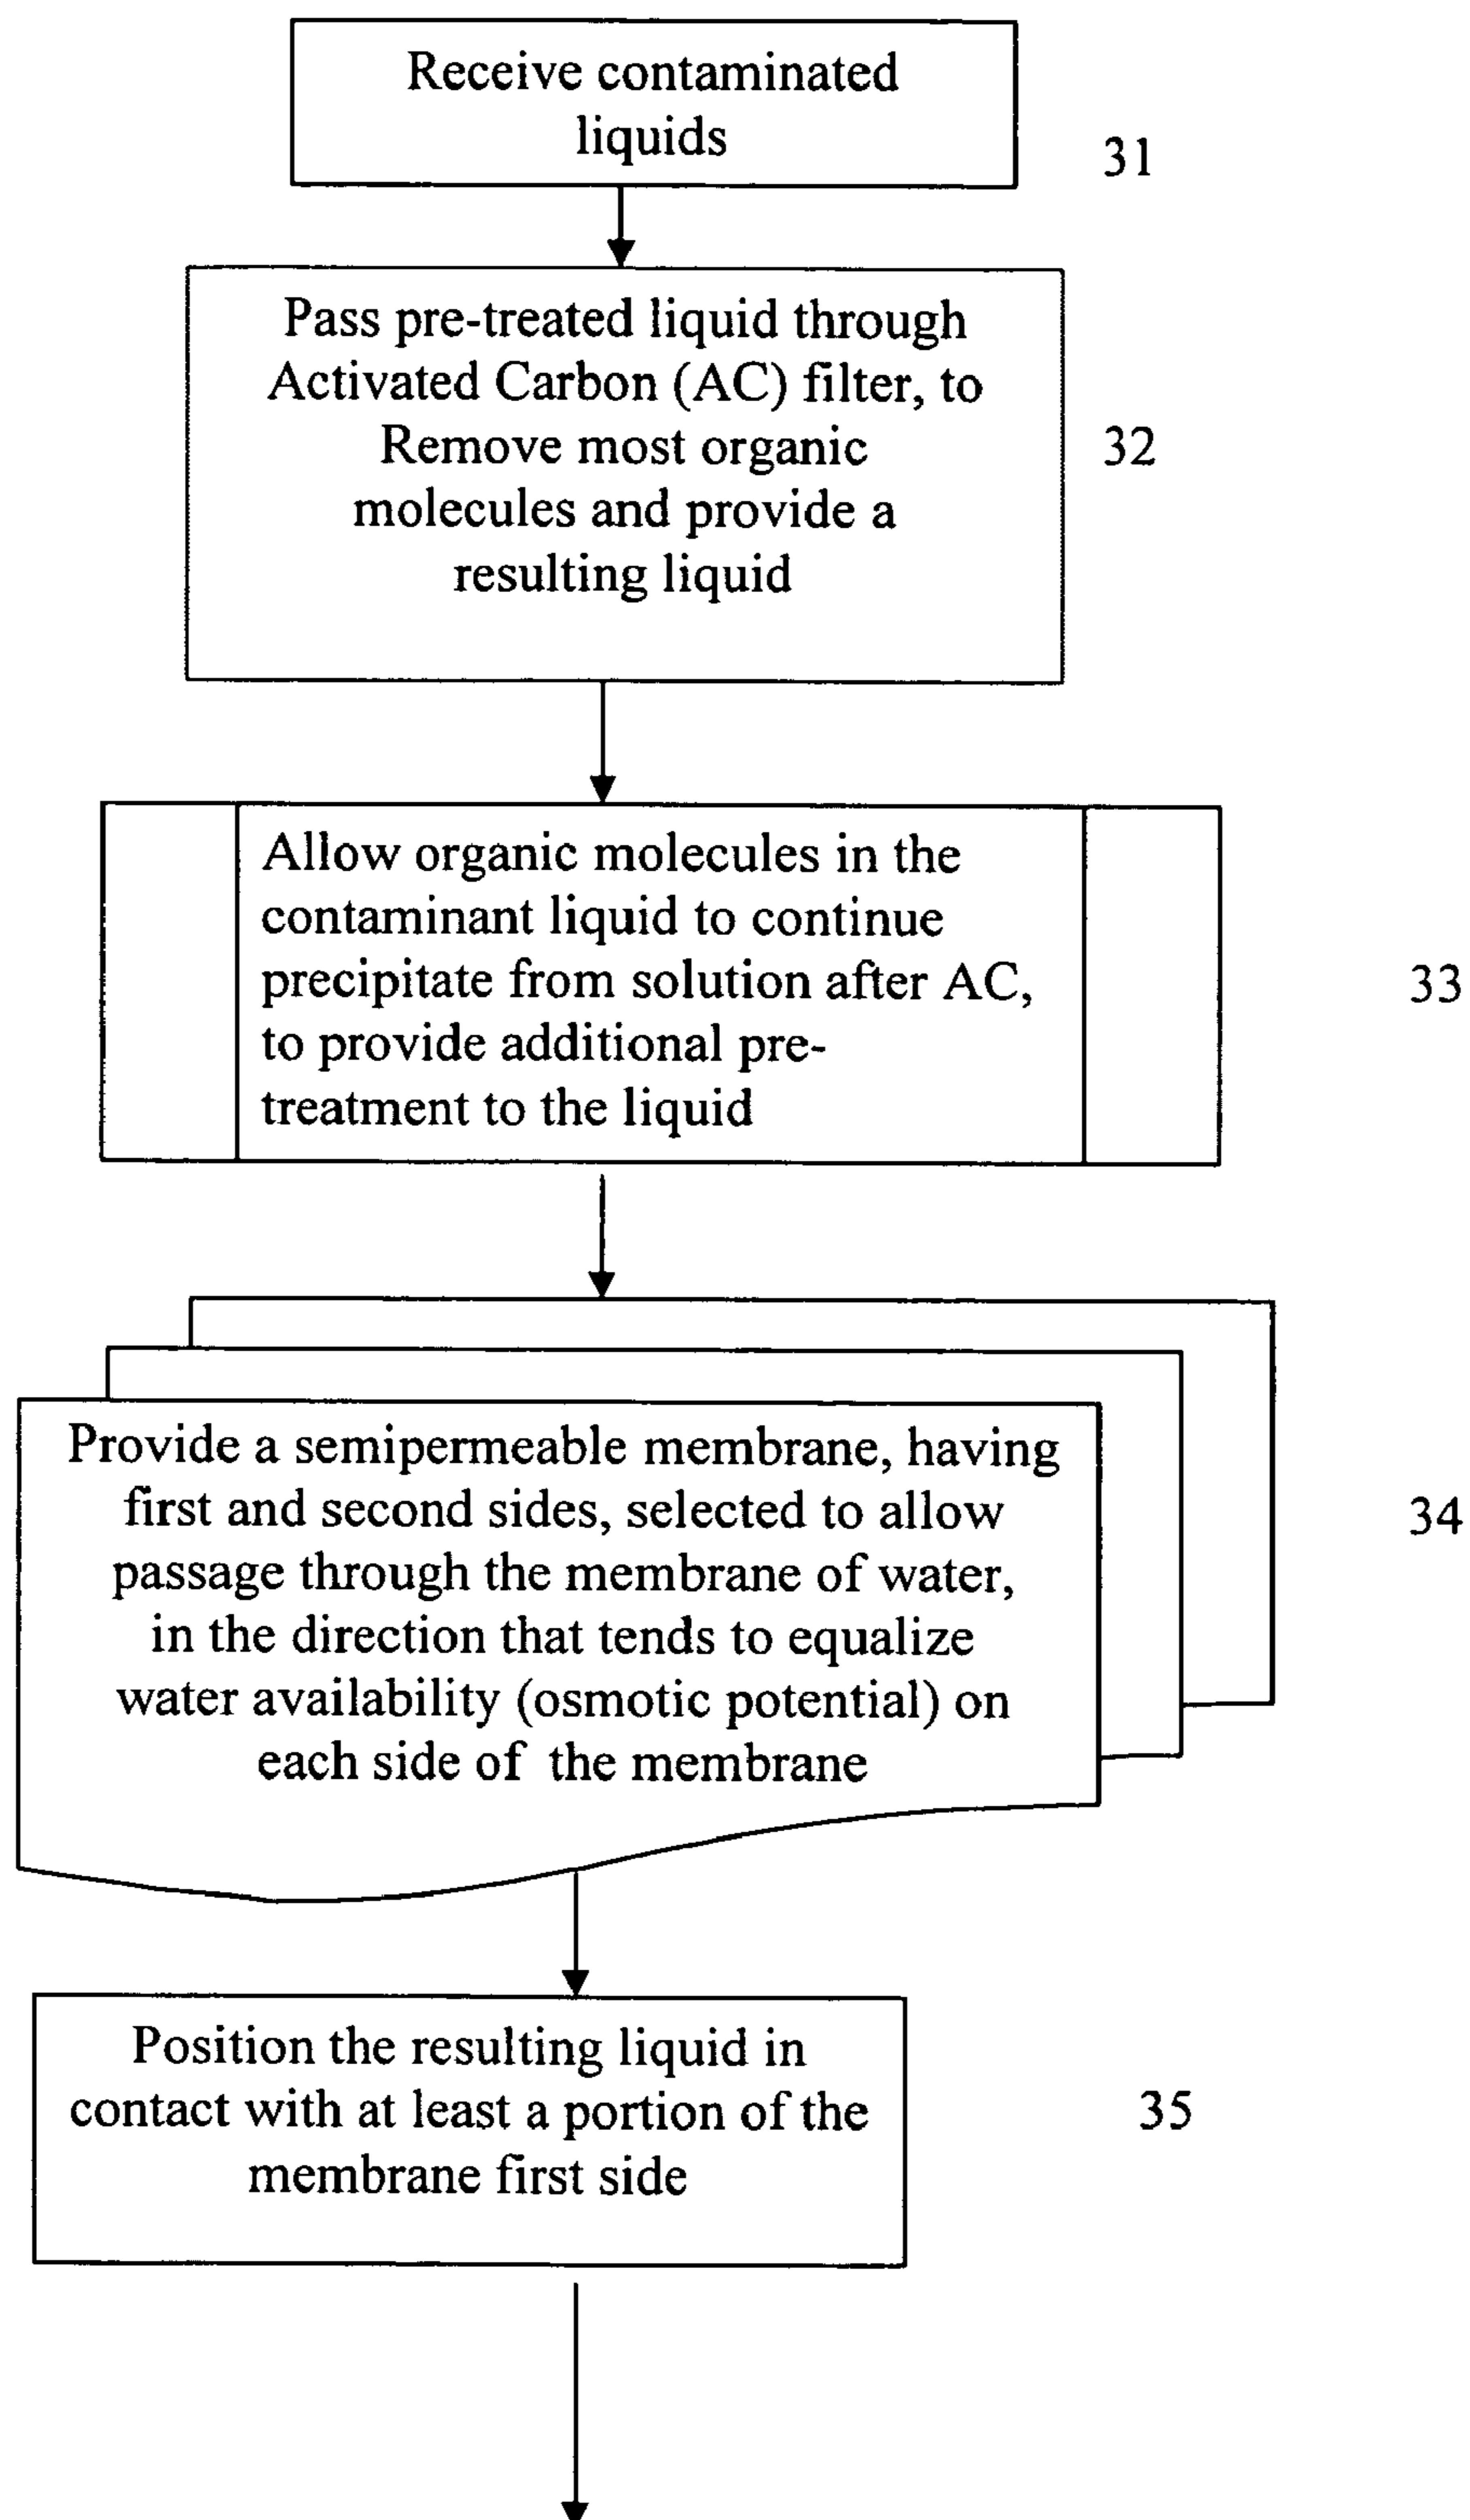 Receive contaminated
liquids
31
Pass pre-treated liquid through
Activated Carbon (AC) filter, to
Remove most organic
molecules and provide a
resulting liquid
32
Allow organic molecules in the
contaminant liquid to continue
precipitate from solution after AC,
to provide additional pre-
treatment to the liquid
33
Provide a semipermeable membrane, having
first and second sides, selected to allow
passage through the membrane of water,
in the direction that tends to equalize
water availability (osmotic potential) on
each side of the membrane
34
Position the resulting liquid in
contact with at least a portion of the
membrane first side
35